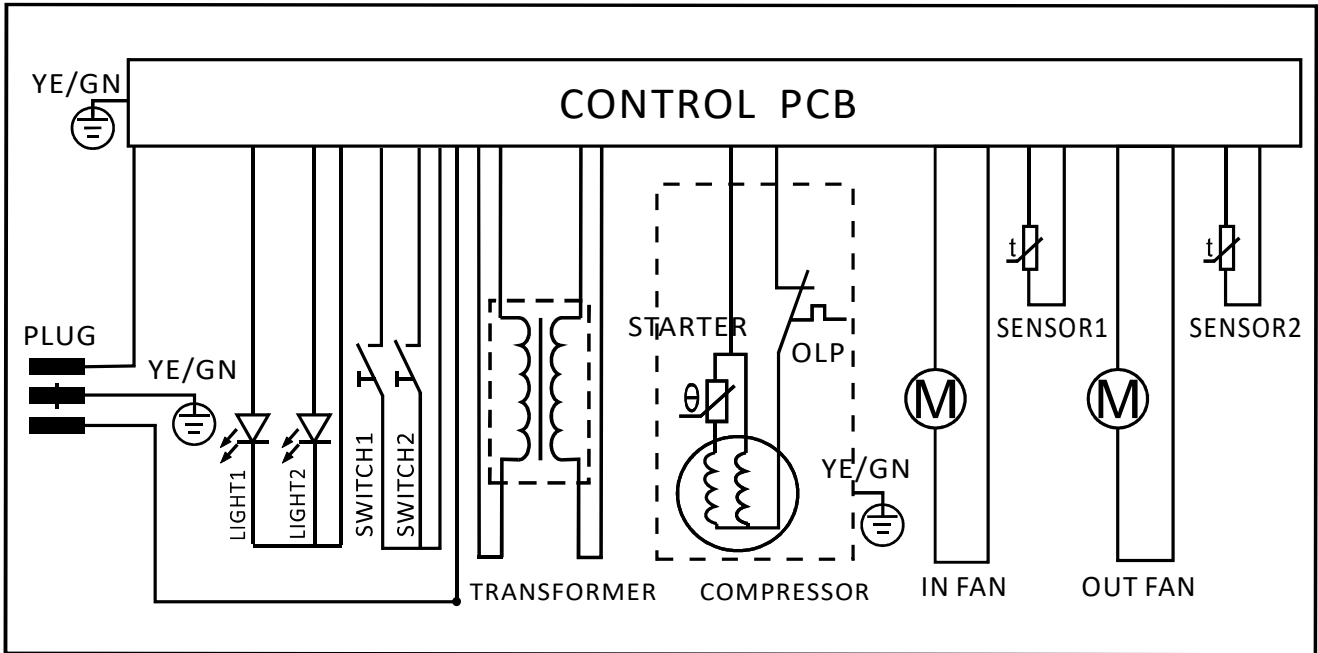 YE/GN
CONTROL PCB
PLUG
YE/GN
LIGHT1
LIGHT2
SWITCH1
SWITCH2
TRANSFORMER
STARTER
θ
OLP
YE/GN
COMPRESSOR
M
IN FAN
t
SENSOR1
M
OUT FAN
t
SENSOR2